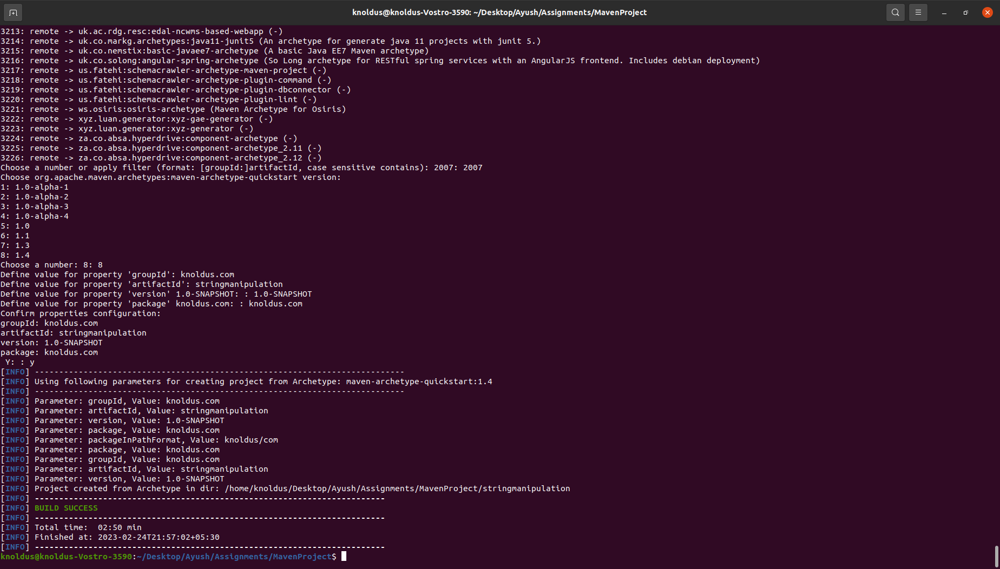 knoldus@knoldus-Vostro-3590: ~/Desktop/Ayush/Assignments/MavenProject
3213: remote -> uk.ac.rdg.resc:edal-ncwms-based-webapp (-)
3214: remote -> uk.co.markg.archetypes:java11-junit5 (An archetype for generate java 11 projects with junit 5.)
3215: remote -> uk.co.nemstix:basic-javaee7-archetype (A basic Java EE7 Maven archetype)
3216: remote -> uk.co.solong:angular-spring-archetype (So Long archetype for RESTful spring services with an AngularJS frontend. Includes debian deployment)
3217: remote -> us.fatehi:schemacrawler-archetype-maven-project (-)
3218: remote -> us.fatehi:schemacrawler-archetype-plugin-command (-)
3219: remote -> us.fatehi:schemacrawler-archetype-plugin-dbconnector (-)
3220: remote -> us.fatehi:schemacrawler-archetype-plugin-lint (-)
3221: remote -> ws.osiris:osiris-archetype (Maven Archetype for Osiris)
3222: remote -> xyz.luan.generator:xyz-gae-generator (-)
3223: remote -> xyz.luan.generator:xyz-generator (-)
3224: remote -> za.co.absa.hyperdrive:component-archetype (-)
3225: remote -> za.co.absa.hyperdrive:component-archetype_2.11 (-)
3226: remote -> za.co.absa.hyperdrive:component-archetype_2.12 (-)
Choose a number or apply filter (format: [groupId:]artifactId, case sensitive contains): 2007: 2007
Choose org.apache.maven.archetypes:maven-archetype-quickstart version:
1: 1.0-alpha-1
2: 1.0-alpha-2
3: 1.0-alpha-3
4: 1.0-alpha-4
5: 1.0
6: 1.1
7: 1.3
8: 1.4
Choose a number: 8: 8
Define value for property 'groupId': knoldus.com
Define value for property 'artifactId': stringmanipulation
Define value for property 'version' 1.0-SNAPSHOT: : 1.0-SNAPSHOT
Define value for property 'package' knoldus.com: : knoldus.com
Confirm properties configuration:
groupId: knoldus.com
artifactId: stringmanipulation
version: 1.0-SNAPSHOT
package: knoldus.com
 Y: : y
[INFO] ----------------------------------------------------------------------------
[INFO] Using following parameters for creating project from Archetype: maven-archetype-quickstart:1.4
[INFO] ----------------------------------------------------------------------------
[INFO] Parameter: groupId, Value: knoldus.com
[INFO] Parameter: artifactId, Value: stringmanipulation
[INFO] Parameter: version, Value: 1.0-SNAPSHOT
[INFO] Parameter: package, Value: knoldus.com
[INFO] Parameter: packageInPathFormat, Value: knoldus/com
[INFO] Parameter: package, Value: knoldus.com
[INFO] Parameter: groupId, Value: knoldus.com
[INFO] Parameter: artifactId, Value: stringmanipulation
[INFO] Parameter: version, Value: 1.0-SNAPSHOT
[INFO] Project created from Archetype in dir: /home/knoldus/Desktop/Ayush/Assignments/MavenProject/stringmanipulation
[INFO] ------------------------------------------------------------------------
[INFO] BUILD SUCCESS
[INFO] ------------------------------------------------------------------------
[INFO] Total time:  02:50 min
[INFO] Finished at: 2023-02-24T21:57:02+05:30
[INFO] ------------------------------------------------------------------------
knoldus@knoldus-Vostro-3590:~/Desktop/Ayush/Assignments/MavenProject$